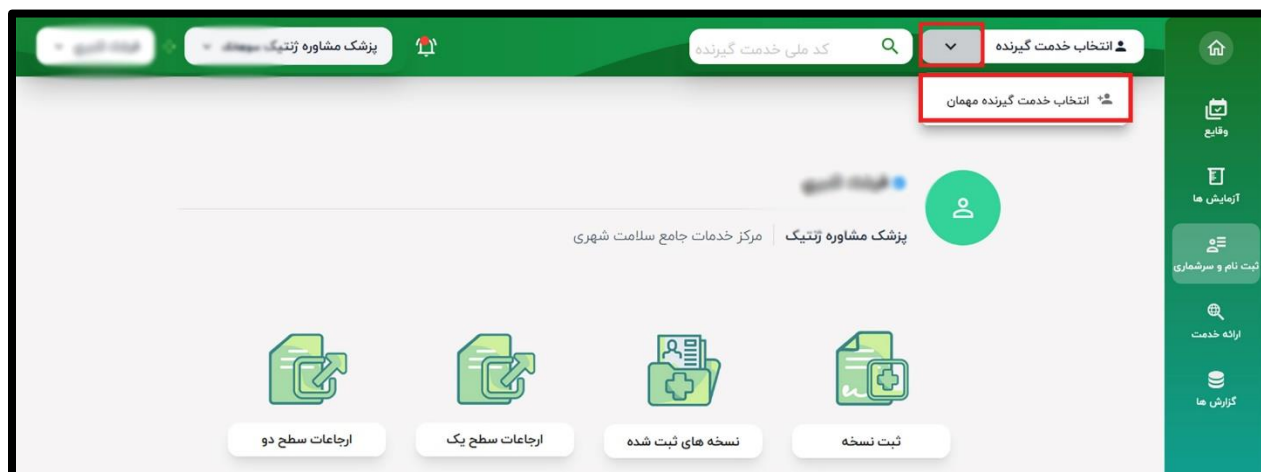 انتخاب خدمت گیرنده
کد ملی خدمت گیرنده
پزشک مشاوره ژنتیک
انتخاب خدمت گیرنده مهمان
وقایع
آزمایش ها
ثبت نام و سرشماری
ارائه خدمت
گزارش ها
پزشک مشاوره ژنتیک
مرکز خدمات جامع سلامت شهری
ثبت نسخه
نسخه های ثبت شده
ارجاعات سطح یک
ارجاعات سطح دو